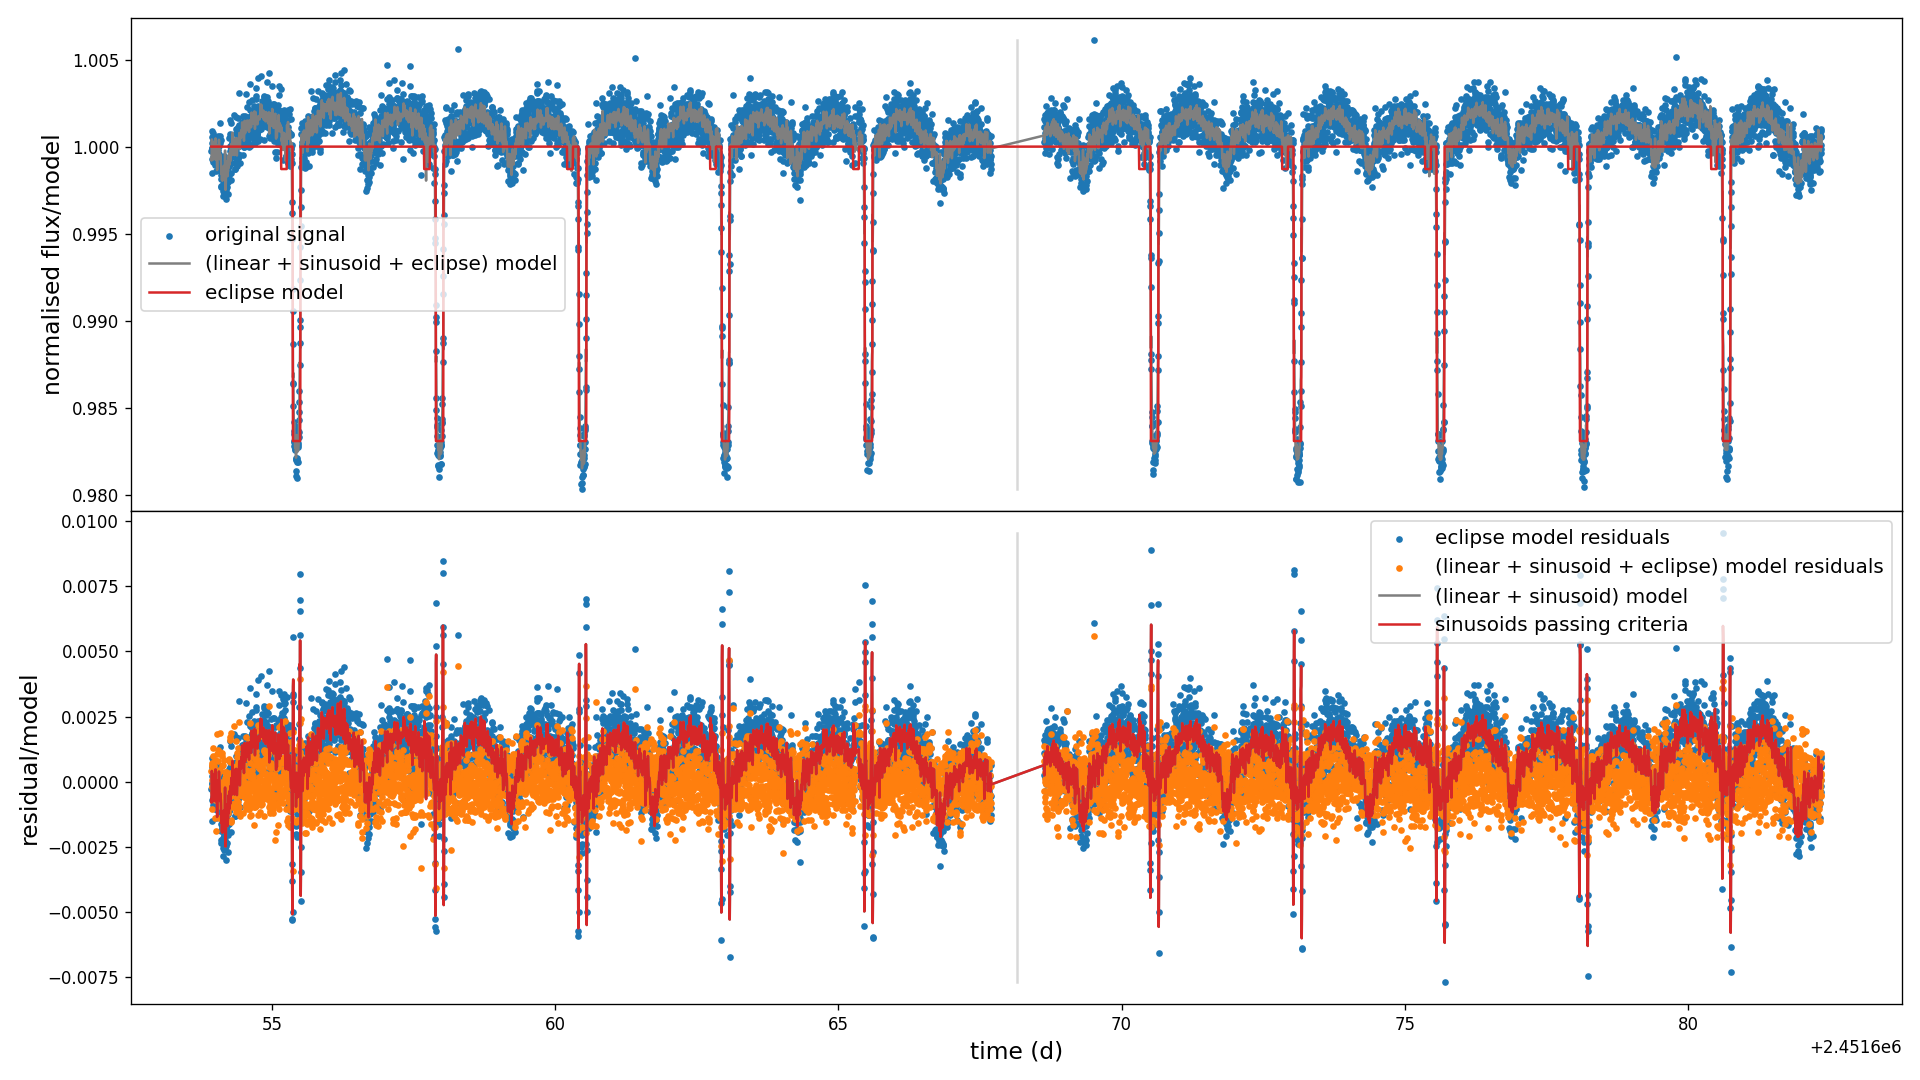 1.005
1.000
0.995
0.990
0.985
0.980
normalised flux/model
original signal
(linear + sinusoid + eclipse) model
eclipse model
0.0100
0.0075
0.0050
0.0025
0.0000
−0.0025
−0.0050
−0.0075
residual/model
eclipse model residuals
(linear + sinusoid + eclipse) model residuals
(linear + sinusoid) model
sinusoids passing criteria
55 60 65 70 75 80
time (d)
+2.4516e6